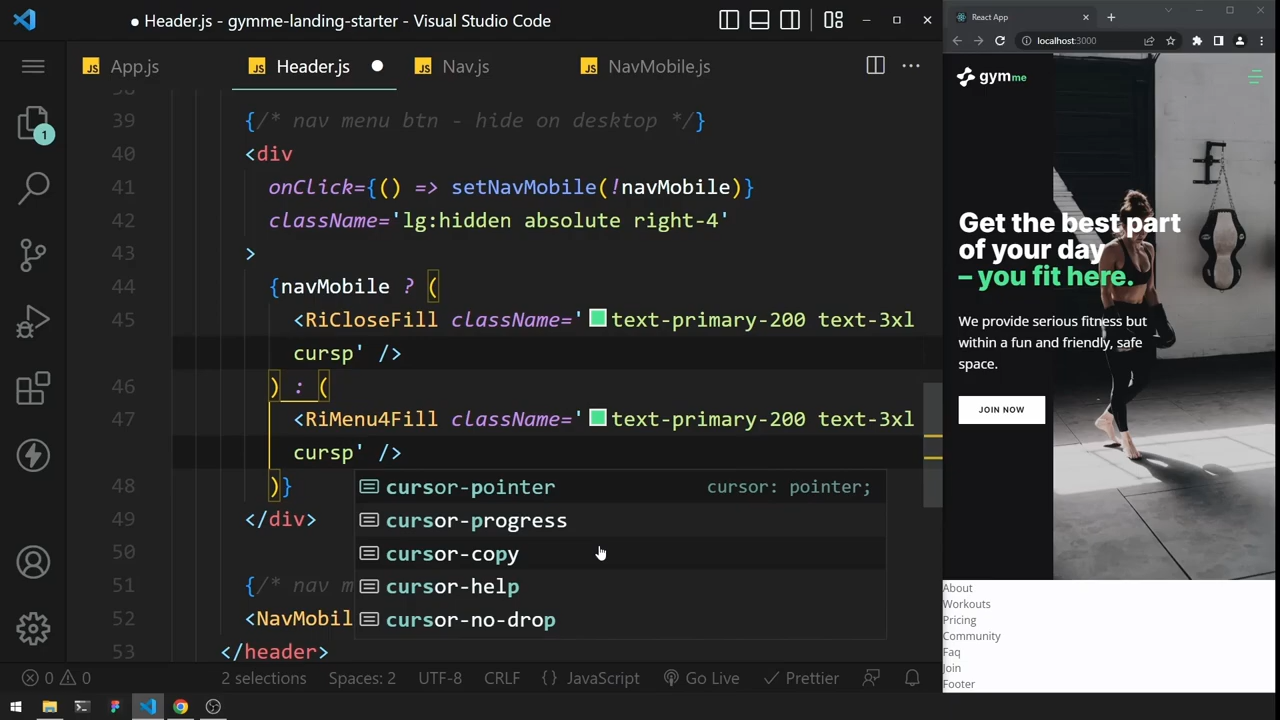 Header.js - gymme-landing-starter - Visual Studio Code
JS App.js
JS Header.js
JS Nav.js
JS NavMobile.js
1
39 {/* nav menu btn - hide on desktop */}
40 <div
41 onClick={() => setNavMobile(!navMobile)}
42 className='lg:hidden absolute right-4'
43 >
44 {navMobile ? (
45 <RiCloseFill className='text-primary-200 text-3xl
cursp' />
46 ) : (
47 <RiMenu4Fill className='text-primary-200 text-3xl
cursp' />
48 )}
49 </div>
50
51 {/* nav m
52 <NavMobil
53 </header>
cursor-pointer cursor: pointer;
cursor-progress
cursor-copy
cursor-help
cursor-no-drop
0 0
2 selections
Spaces: 2
UTF-8
CRLF
{} JavaScript
Go Live
Prettier
React App
localhost:3000
gymme
Get the best part
of your day
– you fit here.
We provide serious fitness but
within a fun and friendly, safe
space.
JOIN NOW
About
Workouts
Pricing
Community
Faq
Join
Footer